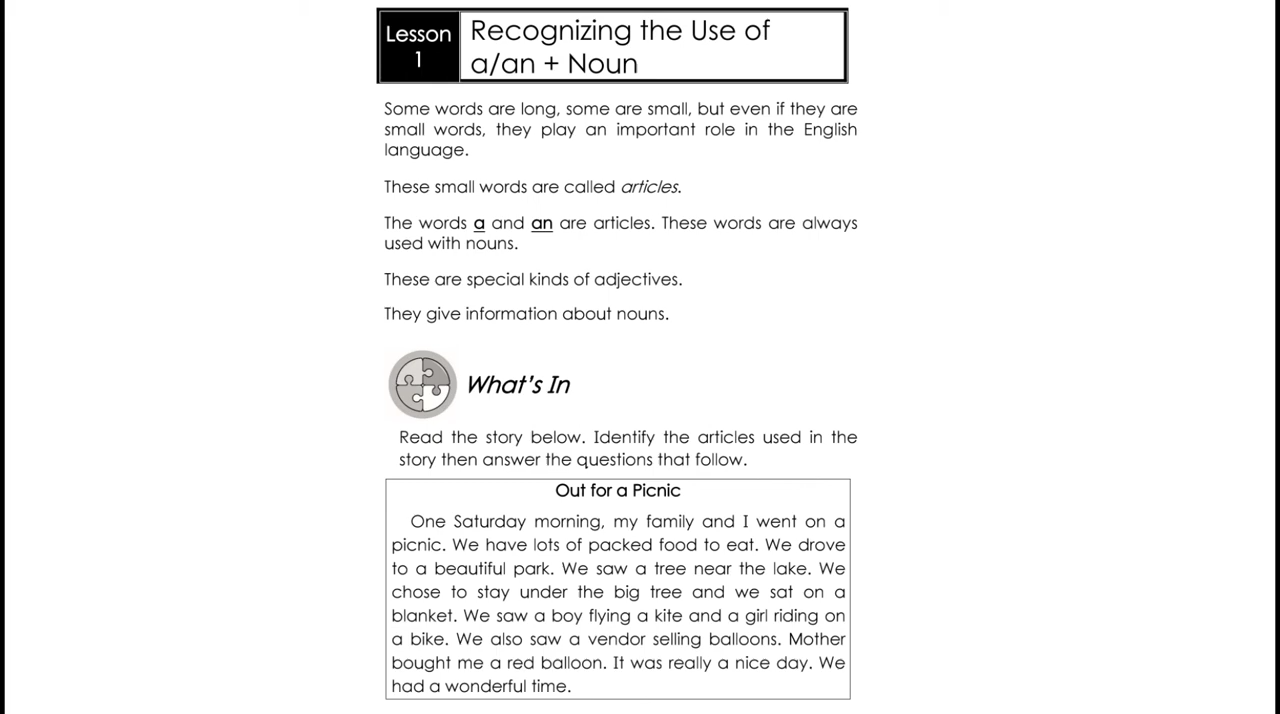 Lesson
1
Recognizing the Use of
a/an + Noun
Some words are long, some are small, but even if they are
small words, they play an important role in the English
language.
These small words are called articles.
The words a and an are articles. These words are always
used with nouns.
These are special kinds of adjectives.
They give information about nouns.
What's In
Read the story below. Identify the articles used in the
story then answer the questions that follow.
Out for a Picnic
One Saturday morning, my family and I went on a
picnic. We have lots of packed food to eat. We drove
to a beautiful park. We saw a tree near the lake. We
chose to stay under the big tree and we sat on a
blanket. We saw a boy flying a kite and a girl riding on
a bike. We also saw a vendor selling balloons. Mother
bought me a red balloon. It was really a nice day. We
had a wonderful time.